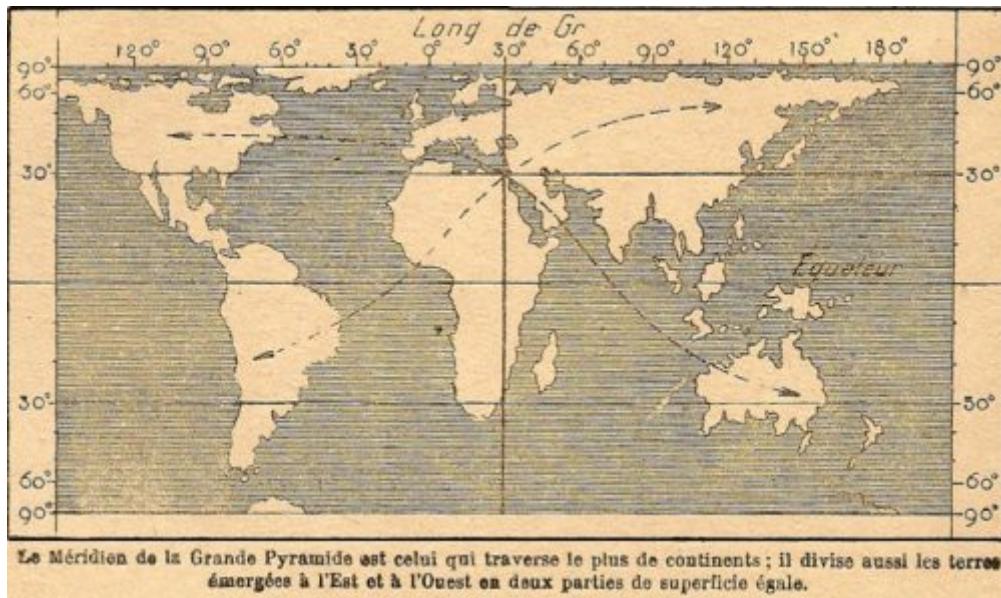 Long de Gr
120° 90° 60° 30° 0° 30° 60° 90° 120° 150° 180°
90° 90°
60° 60°
30° 30°
Equateur
30° 30°
60° 60°
90° 90°
Le Méridien de la Grande Pyramide est celui qui traverse le plus de continents ; il divise aussi les terres
émergées à l'Est et à l'Ouest en deux parties de superficie égale.